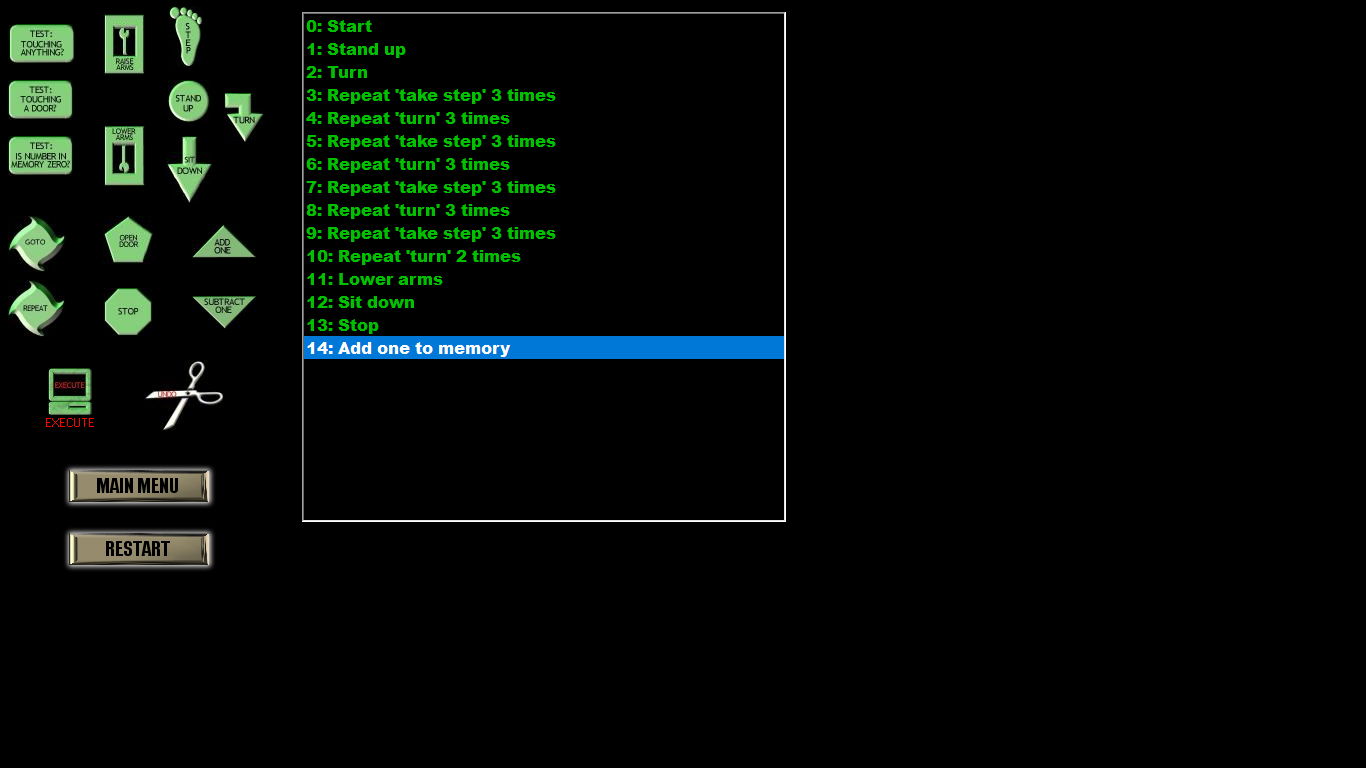 TEST:
TOUCHING
ANYTHING?
RAISE
ARMS
STEP
TEST:
TOUCHING
A DOOR?
STAND
UP
TURN
TEST:
IS NUMBER IN
MEMORY ZERO?
LOWER
ARMS
SIT
DOWN
GOTO
OPEN
DOOR
ADD
ONE
REPEAT
STOP
SUBTRACT
ONE
EXECUTE
EXECUTE
UNDO
MAIN MENU
RESTART
0: Start
1: Stand up
2: Turn
3: Repeat 'take step' 3 times
4: Repeat 'turn' 3 times
5: Repeat 'take step' 3 times
6: Repeat 'turn' 3 times
7: Repeat 'take step' 3 times
8: Repeat 'turn' 3 times
9: Repeat 'take step' 3 times
10: Repeat 'turn' 2 times
11: Lower arms
12: Sit down
13: Stop
14: Add one to memory